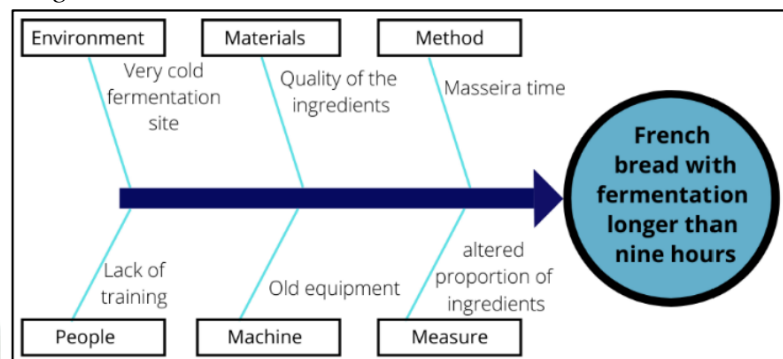 Environment
Materials
Method
Very cold
fermentation
site
Quality of the
ingredients
Masseira time
French
bread with
fermentation
longer than
nine hours
Lack of
training
Old equipment
altered
proportion of
ingredients
People
Machine
Measure